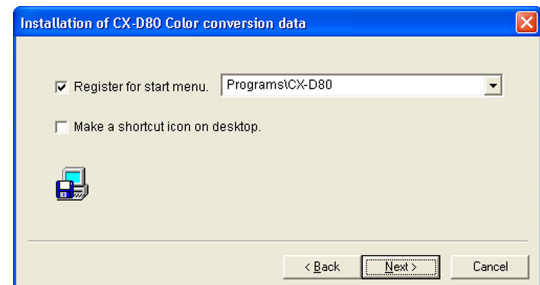 Installation of CX-D80 Color conversion data
Register for start menu. Programs\CX-D80
Make a shortcut icon on desktop.
< Back Next > Cancel